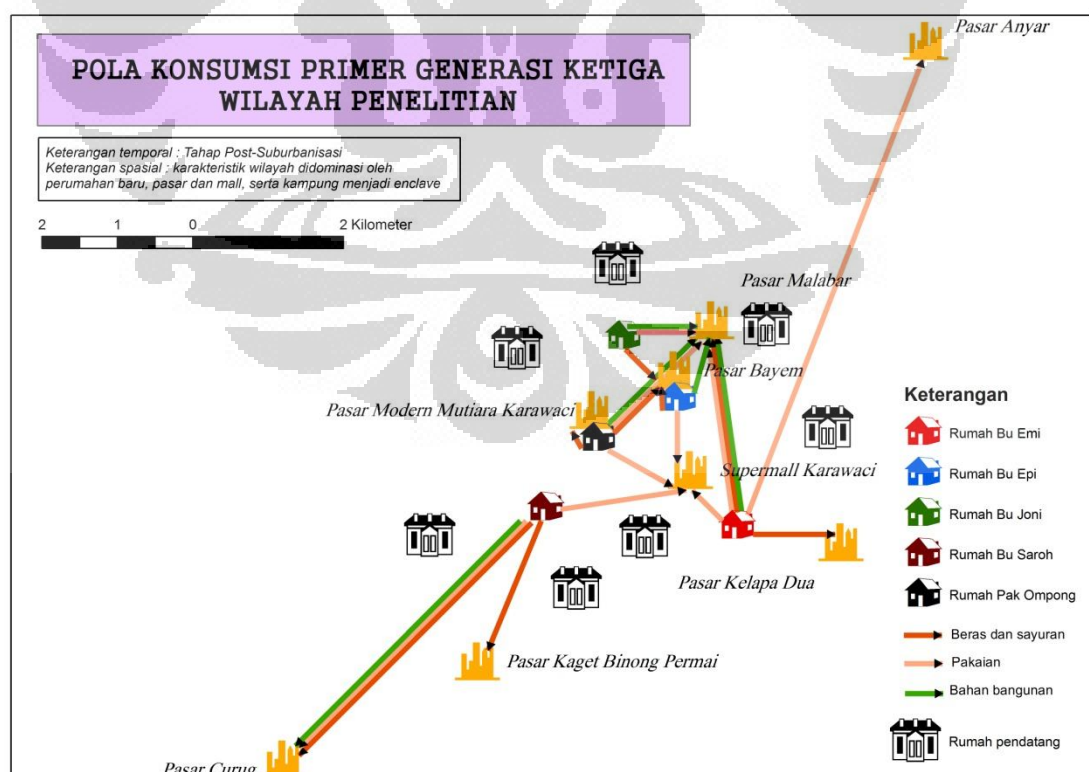 Pasar Anyar
POLA KONSUMSI PRIMER GENERASI KETIGA
WILAYAH PENELITIAN
Keterangan temporal : Tahap Post-Suburbanisasi
Keterangan spasial : karakteristik wilayah didominasi oleh
perumahan baru, pasar dan mall, serta kampung menjadi enclave
2 1 0 2 Kilometer
Pasar Malabar
Pasar Bayem
Pasar Modern Mutiara Karawaci
Supermall Karawaci
Pasar Kelapa Dua
Pasar Kaget Binong Permai
Pasar Curug
Keterangan
Rumah Bu Emi
Rumah Bu Epi
Rumah Bu Joni
Rumah Bu Saroh
Rumah Pak Ompong
Beras dan sayuran
Pakaian
Bahan bangunan
Rumah pendatang